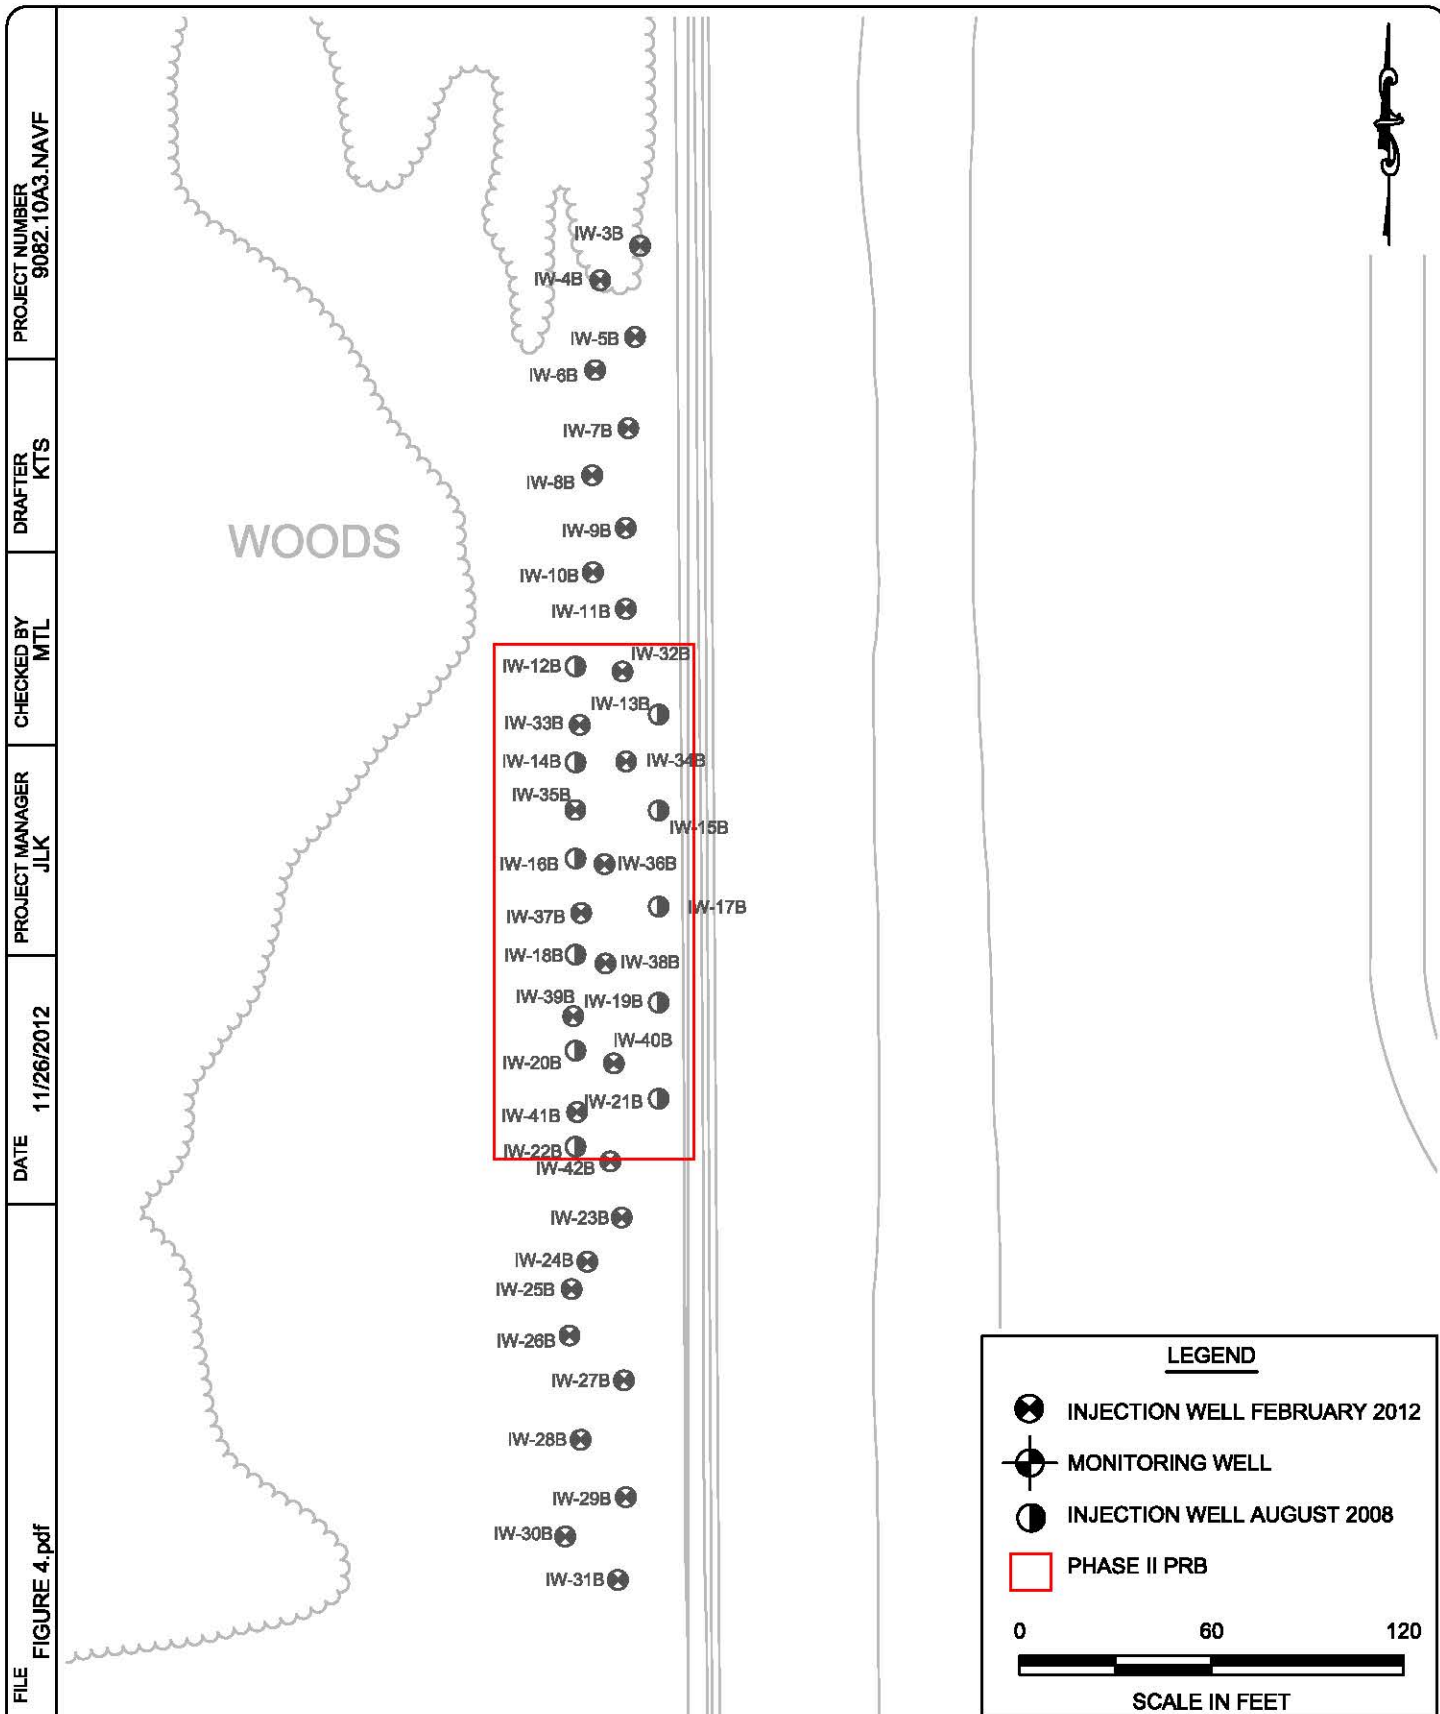 PROJECT NUMBER
9082.10A3.NAVF
DRAFTER
KTS
CHECKED BY
MTL
PROJECT MANAGER
JLK
DATE
11/26/2012
FILE
FIGURE 4.pdf
WOODS
IW-3B
IW-4B
IW-5B
IW-6B
IW-7B
IW-8B
IW-9B
IW-10B
IW-11B
IW-32B
IW-12B
IW-13B
IW-33B
IW-14B
IW-34B
IW-35B
IW-15B
IW-16B
IW-36B
IW-17B
IW-37B
IW-18B
IW-38B
IW-39B
IW-19B
IW-40B
IW-20B
IW-21B
IW-41B
IW-22B
IW-42B
IW-23B
IW-24B
IW-25B
IW-26B
IW-27B
IW-28B
IW-29B
IW-30B
IW-31B
LEGEND
INJECTION WELL FEBRUARY 2012
MONITORING WELL
INJECTION WELL AUGUST 2008
PHASE II PRB
0 60 120
SCALE IN FEET